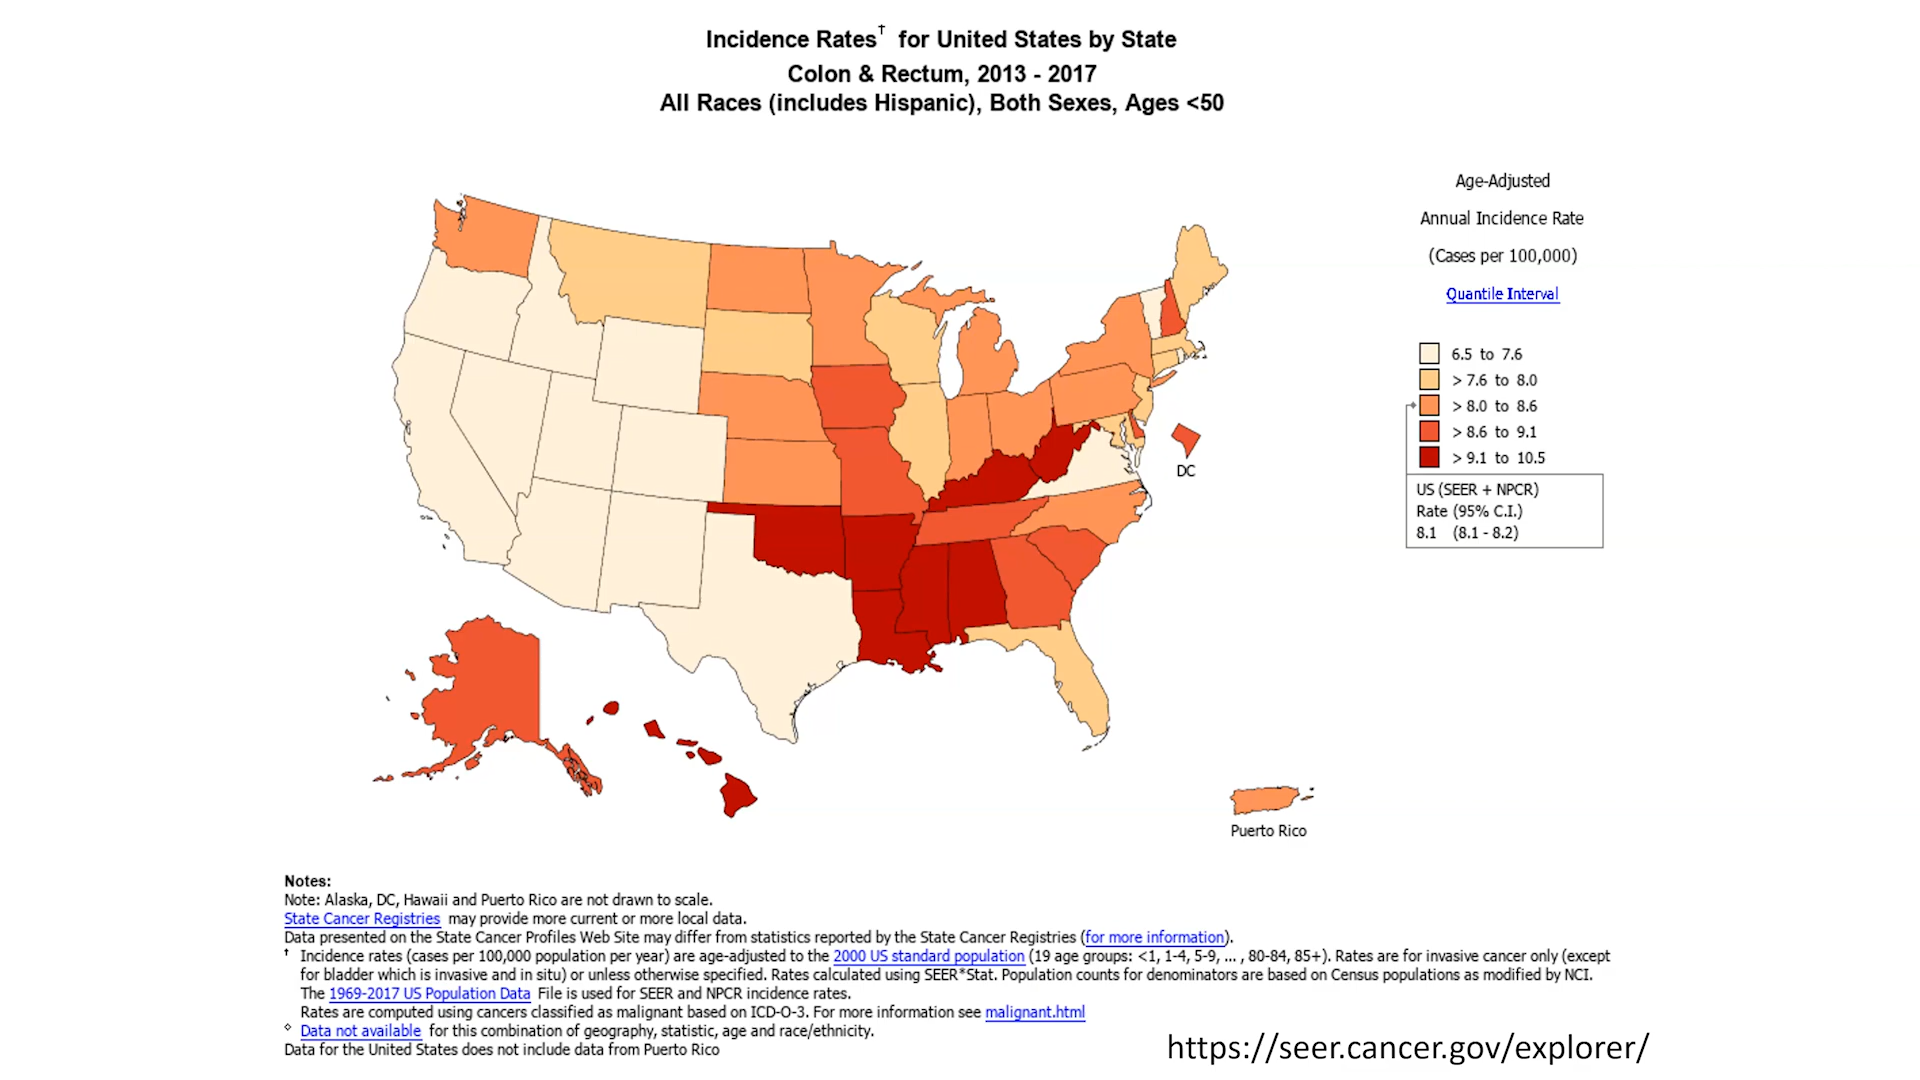 Incidence Rates† for United States by State
Colon & Rectum, 2013 - 2017
All Races (includes Hispanic), Both Sexes, Ages <50
Age-Adjusted
Annual Incidence Rate
(Cases per 100,000)
Quantile Interval
6.5 to 7.6
> 7.6 to 8.0
> 8.0 to 8.6
> 8.6 to 9.1
> 9.1 to 10.5
US (SEER + NPCR)
Rate (95% C.I.)
8.1 (8.1 - 8.2)
DC
Puerto Rico
Notes:
Note: Alaska, DC, Hawaii and Puerto Rico are not drawn to scale.
State Cancer Registries may provide more current or more local data.
Data presented on the State Cancer Profiles Web Site may differ from statistics reported by the State Cancer Registries (for more information).
† Incidence rates (cases per 100,000 population per year) are age-adjusted to the 2000 US standard population (19 age groups: <1, 1-4, 5-9, ... , 80-84, 85+). Rates are for invasive cancer only (except
for bladder which is invasive and in situ) or unless otherwise specified. Rates calculated using SEER*Stat. Population counts for denominators are based on Census populations as modified by NCI.
The 1969-2017 US Population Data File is used for SEER and NPCR incidence rates.
Rates are computed using cancers classified as malignant based on ICD-O-3. For more information see malignant.html
◇ Data not available for this combination of geography, statistic, age and race/ethnicity.
Data for the United States does not include data from Puerto Rico
https://seer.cancer.gov/explorer/